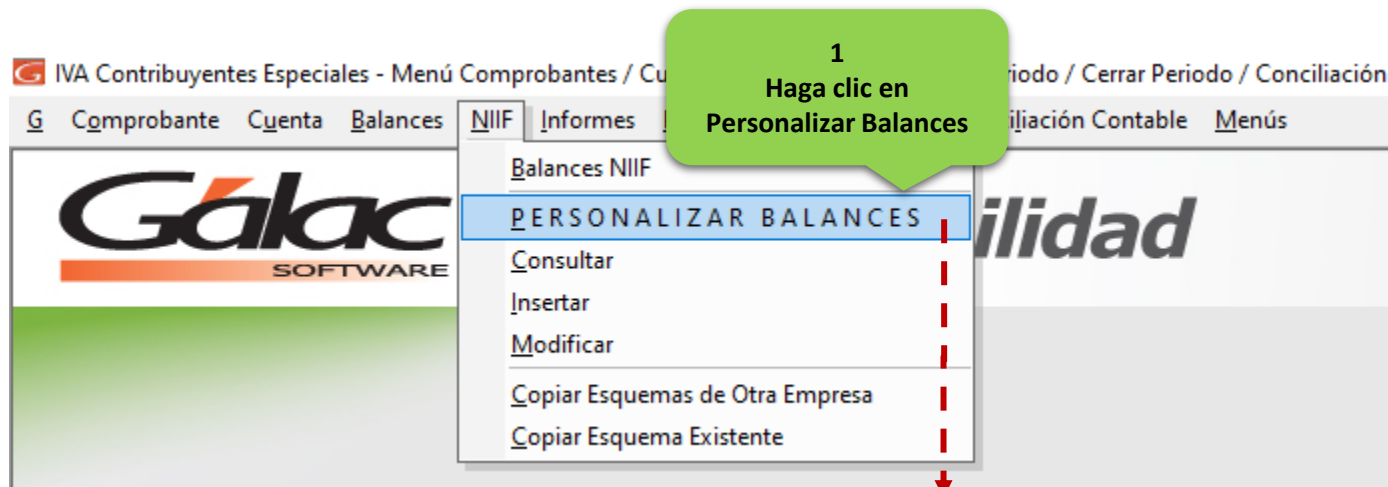 IVA Contribuyentes Especiales - Menú Comprobantes / Cu
riodo / Cerrar Periodo / Conciliación
1
Haga clic en
Personalizar Balances
G Comprobante Cuenta Balances NIIF Informes
iliación Contable Menús
Gálac
SOFTWARE
ilidad
Balances NIIF
PERSONALIZAR BALANCES
Consultar
Insertar
Modificar
Copiar Esquemas de Otra Empresa
Copiar Esquema Existente